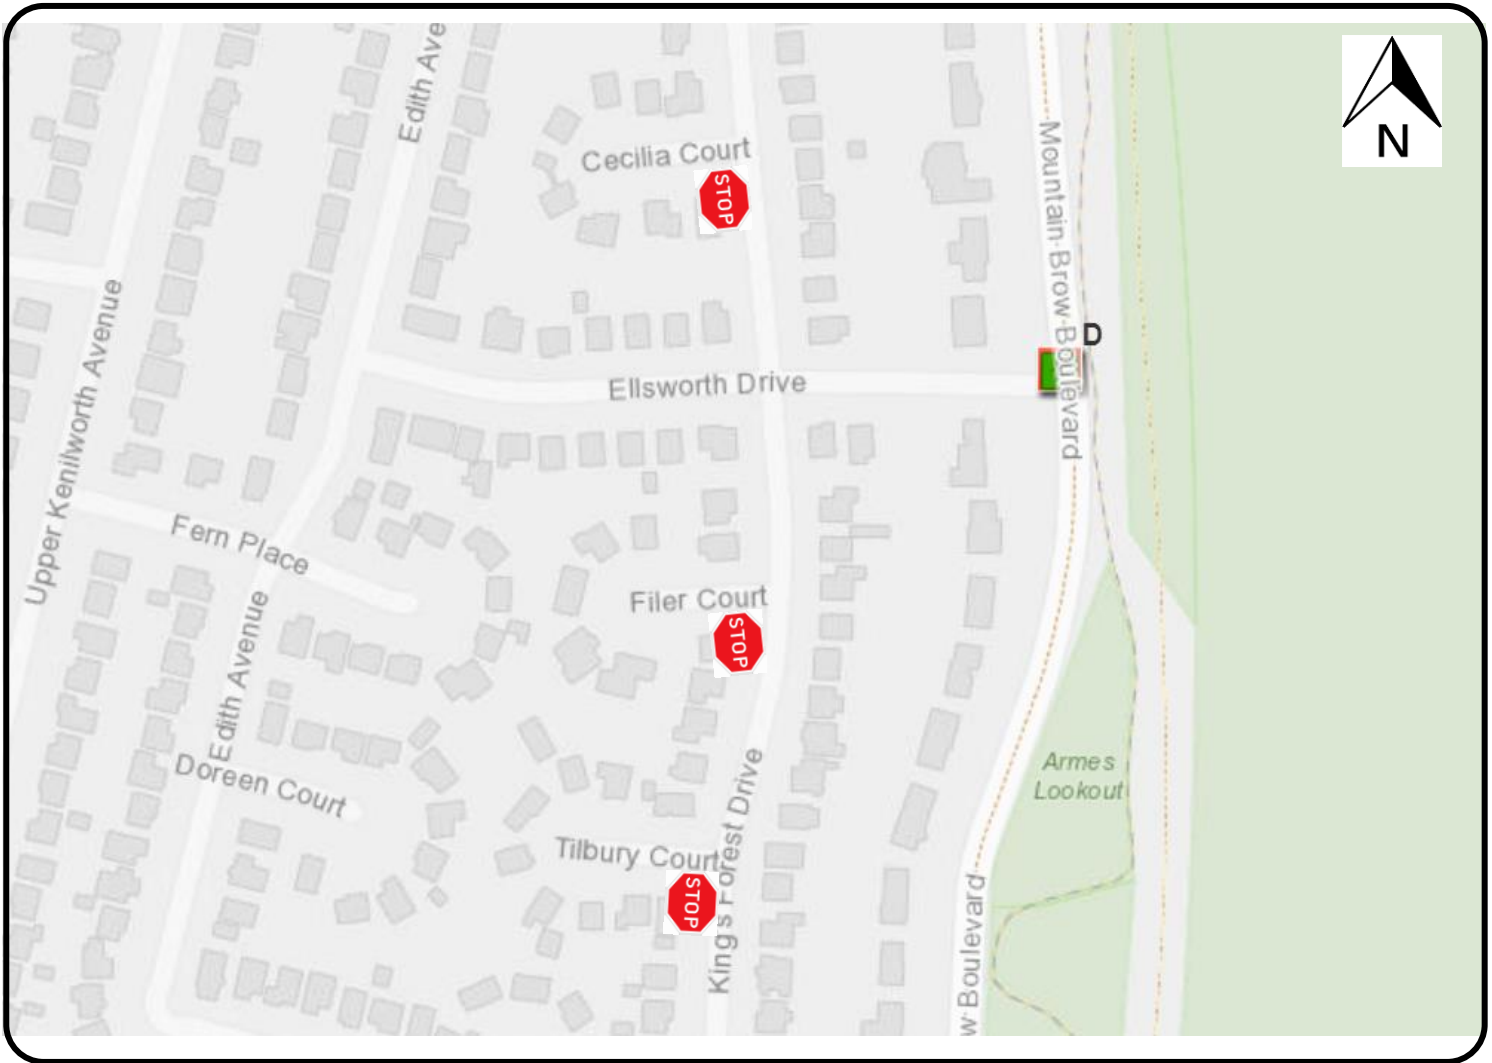 Edith Ave
N
Cecilia Court
STOP
Mountain Brow Boulevard
D
Upper Kenilworth Avenue
Ellsworth Drive
Fern Place
Filer Court
STOP
Edith Avenue
Doreen Court
Kings Forest Drive
Armes
Lookout
Tilbury Court
STOP
w Boulevard